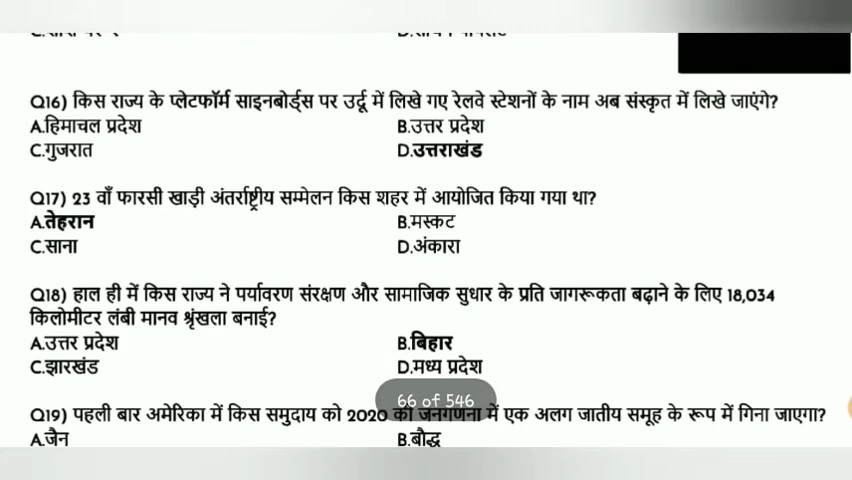 Q16) किस राज्य के प्लेटफॉर्म साइनबोर्ड्स पर उर्दू में लिखे गए रेलवे स्टेशनों के नाम अब संस्कृत में लिखे जाएंगे?
A.हिमाचल प्रदेश B.उत्तर प्रदेश
C.गुजरात D.उत्तराखंड
Q17) 23 वाँ फारसी खाड़ी अंतर्राष्ट्रीय सम्मेलन किस शहर में आयोजित किया गया था?
A.तेहरान B.मस्कट
C.साना D.अंकारा
Q18) हाल ही में किस राज्य ने पर्यावरण संरक्षण और सामाजिक सुधार के प्रति जागरूकता बढ़ाने के लिए 18,034
किलोमीटर लंबी मानव श्रृंखला बनाई?
A.उत्तर प्रदेश B.बिहार
C.झारखंड D.मध्य प्रदेश
66 of 546
Q19) पहली बार अमेरिका में किस समुदाय को 2020 की जनगणना में एक अलग जातीय समूह के रूप में गिना जाएगा?
A.जैन B.बौद्ध